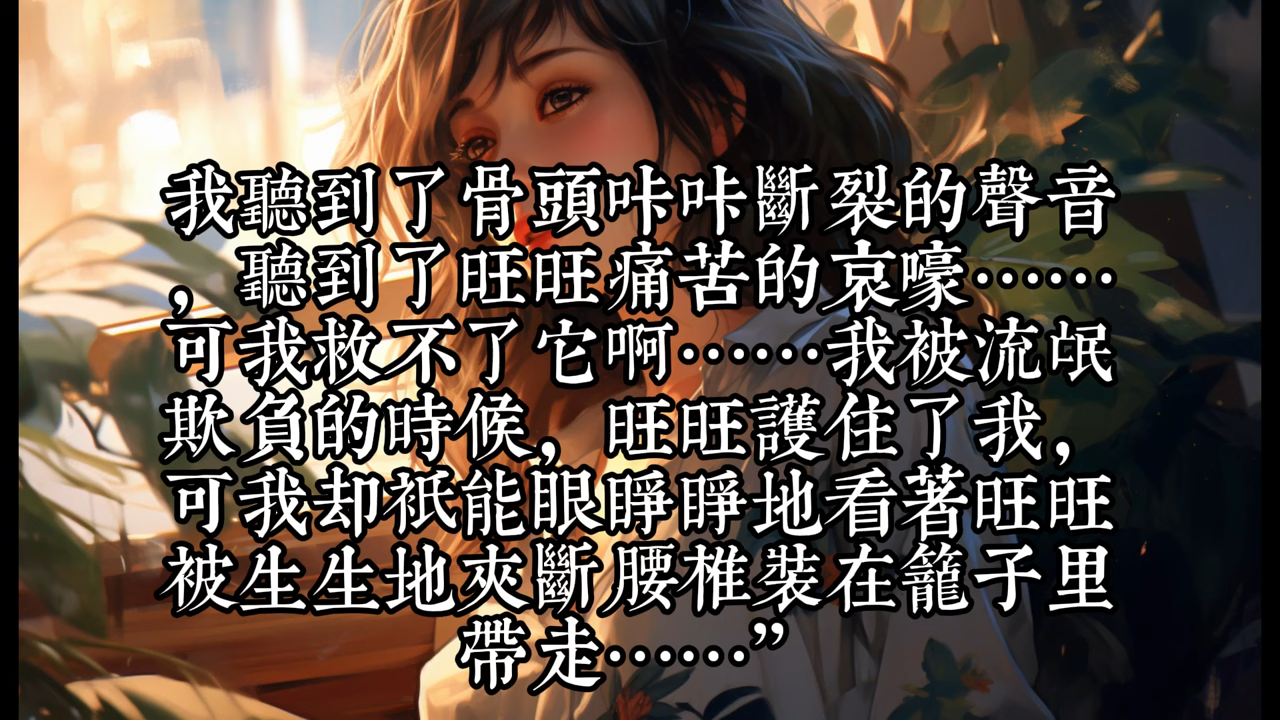 我聽到了骨頭咔咔斷裂的聲音
，聽到了旺旺痛苦的哀嚎……
可我救不了它啊……我被流氓
欺負的時候，旺旺護住了我，
可我却祇能眼睜睜地看著旺旺
被生生地夾斷腰椎裝在籠子里
帶走……”